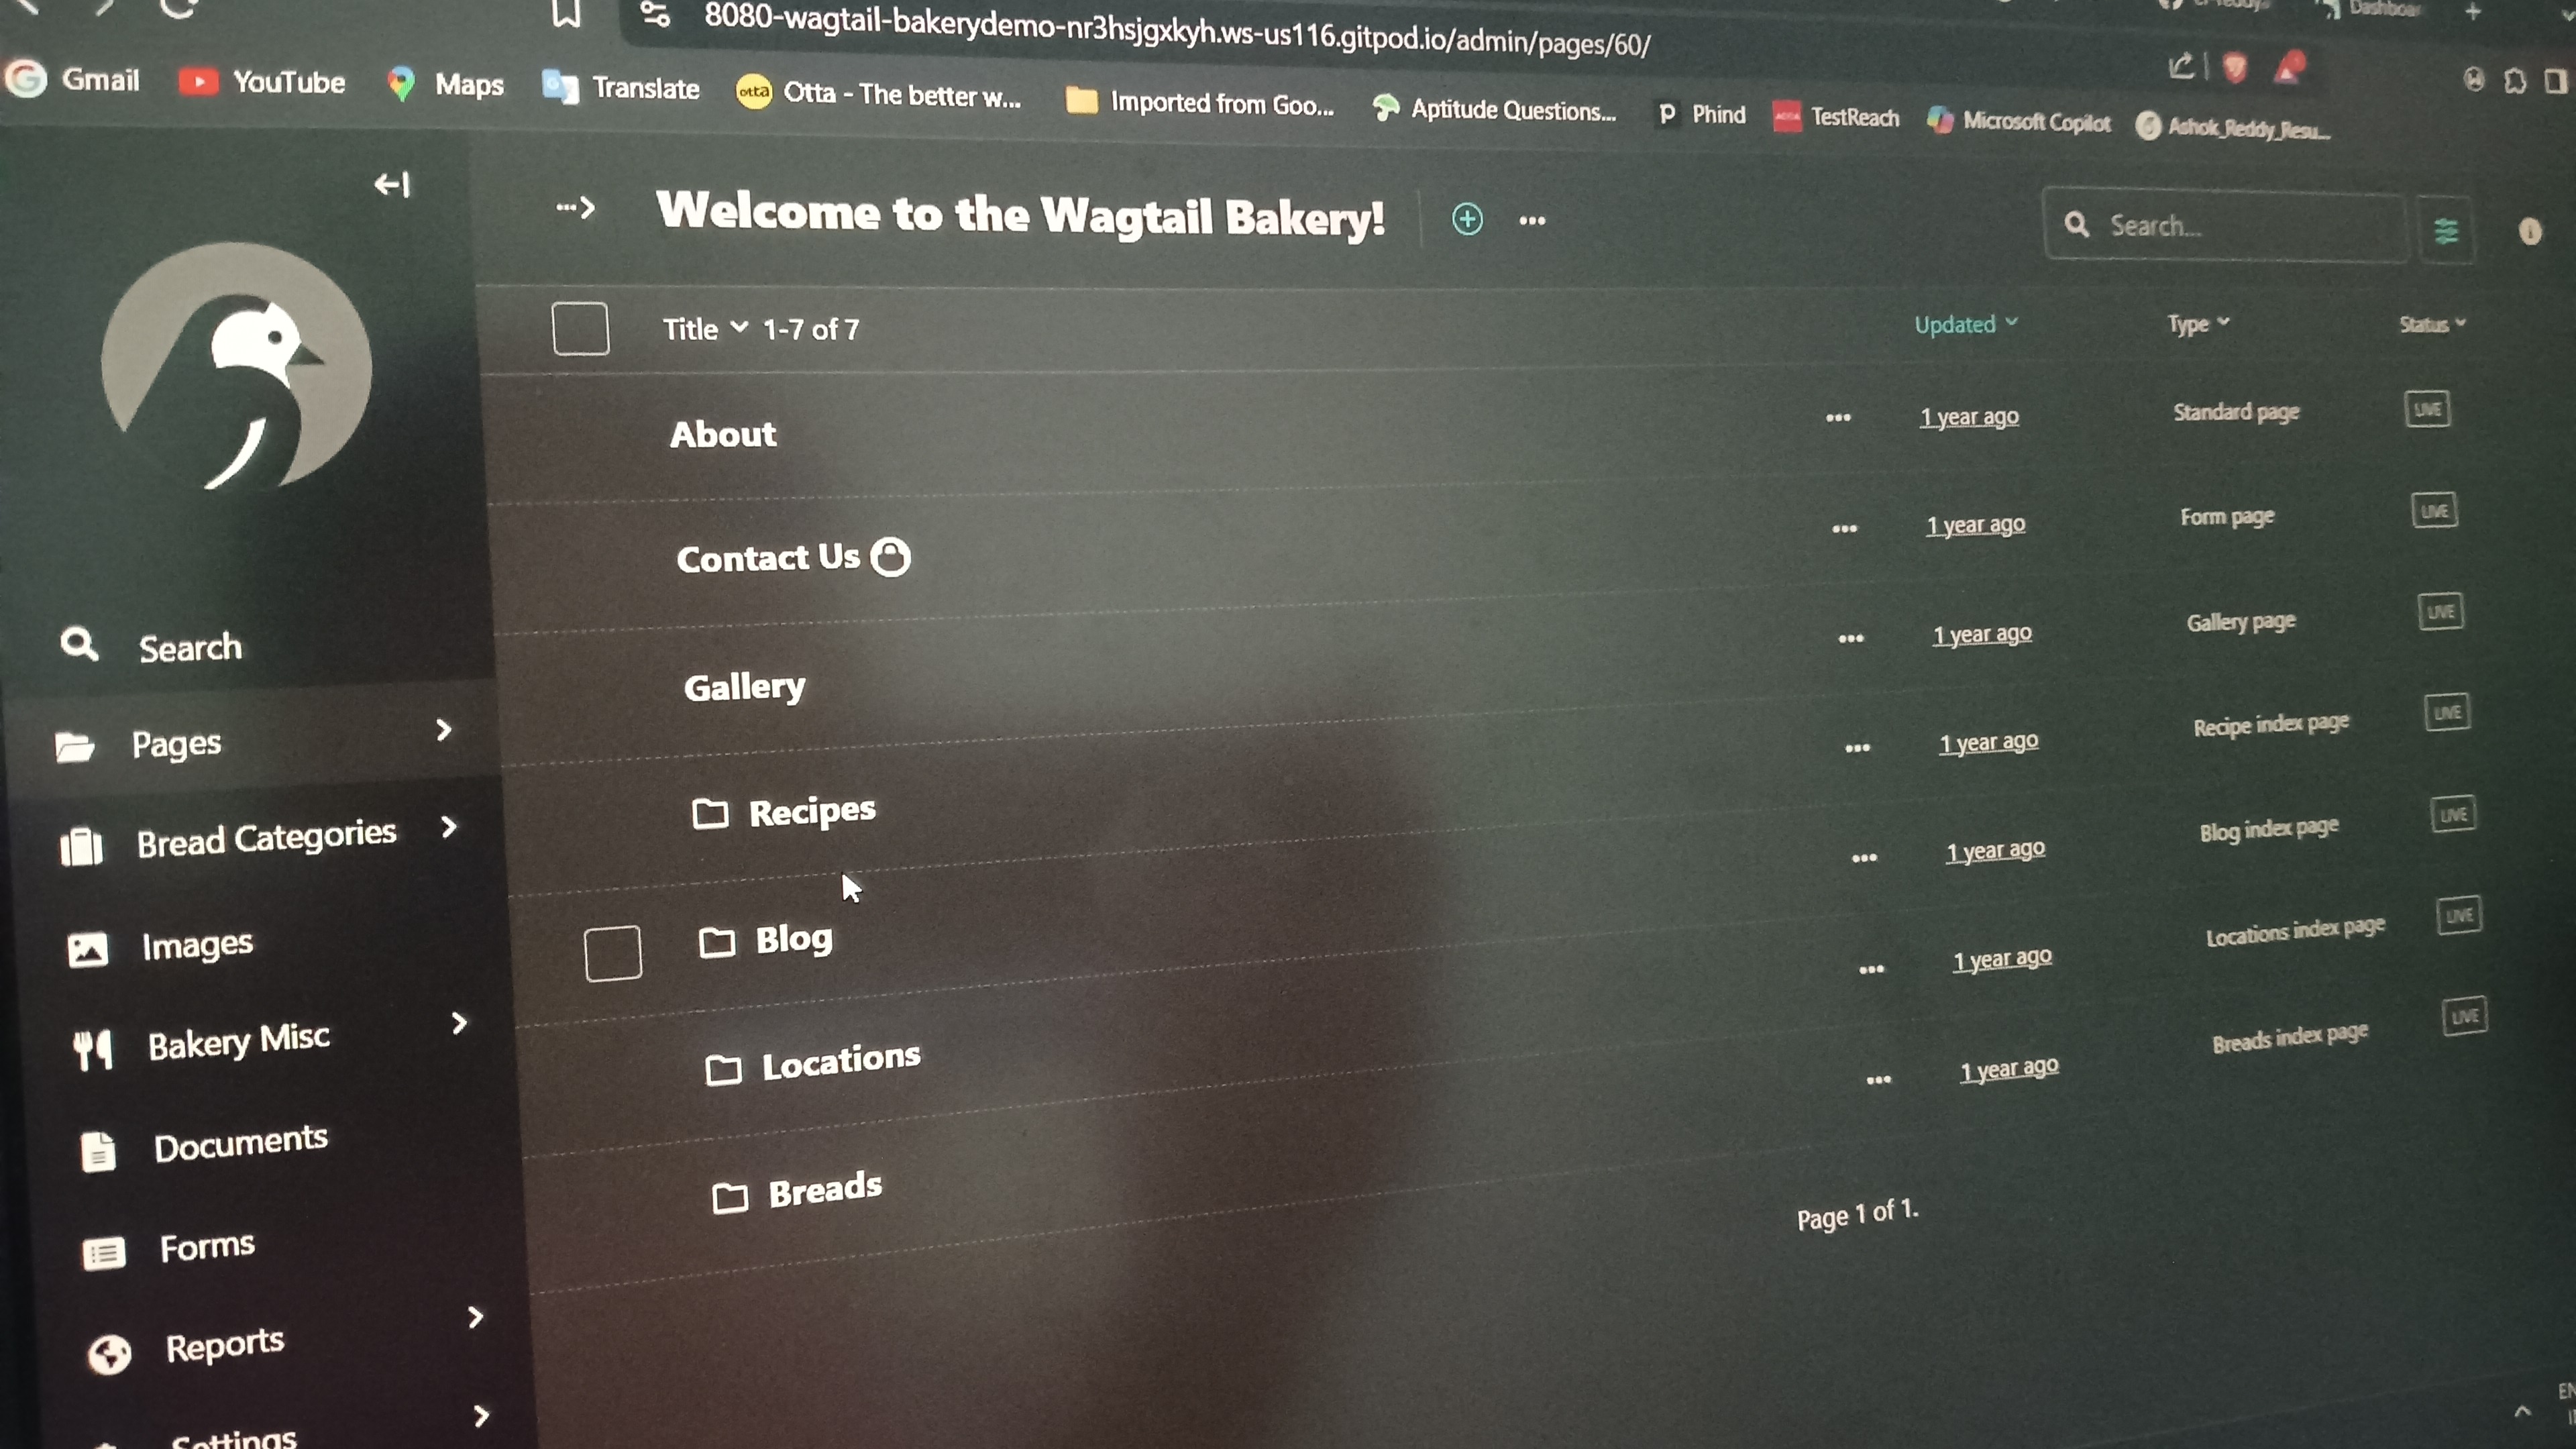 Dashboar
8080-wagtail-bakerydemo-nr3hsjgxkyh.ws-us116.gitpod.io/admin/pages/60/
Gmail YouTube Maps Translate otta Otta - The better w... Imported from Goo... Aptitude Questions... Phind TestReach Microsoft Copilot Ashok_Reddy_Resu...
Welcome to the Wagtail Bakery!
Search...
Title 1-7 of 7 Updated Type Status
About 1 year ago Standard page LIVE
Contact Us 1 year ago Form page LIVE
Gallery 1 year ago Gallery page LIVE
Recipes 1 year ago Recipe index page LIVE
Blog 1 year ago Blog index page LIVE
Locations 1 year ago Locations index page LIVE
Breads 1 year ago Breads index page LIVE
Page 1 of 1.
Search
Pages
Bread Categories
Images
Bakery Misc
Documents
Forms
Reports
Settings
EN